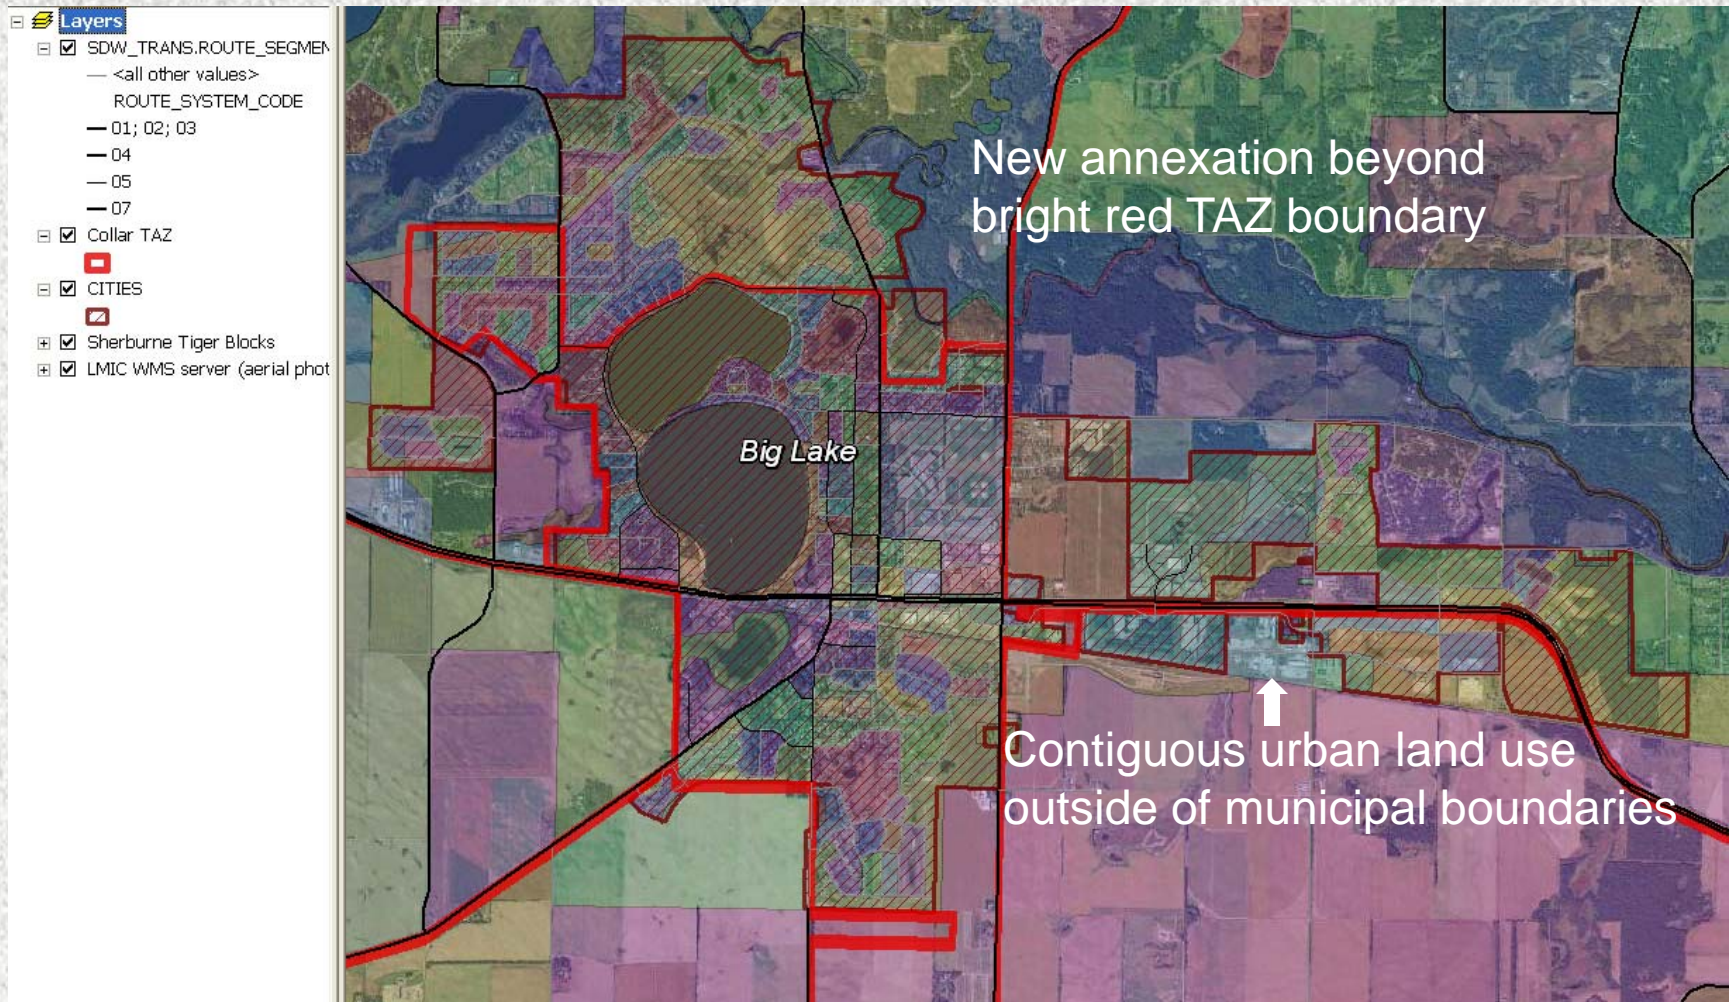 Layers
SDW_TRANS.ROUTE_SEGMEN
<all other values>
ROUTE_SYSTEM_CODE
01; 02; 03
04
05
07
Collar TAZ
CITIES
Sherburne Tiger Blocks
LMIC WMS server (aerial phot
New annexation beyond
bright red TAZ boundary
Big Lake
Contiguous urban land use
outside of municipal boundaries